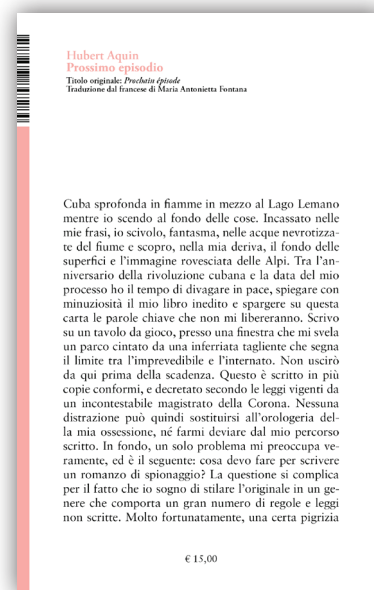 Hubert Aquin
Prossimo episodio
Titolo originale: Prochain épisode
Traduzione dal francese di Maria Antonietta Fontana
Cuba sprofonda in fiamme in mezzo al Lago Lemano
mentre io scendo al fondo delle cose. Incassato nelle
mie frasi, io scivolo, fantasma, nelle acque nevrotizza-
te del fiume e scopro, nella mia deriva, il fondo delle
superfici e l'immagine rovesciata delle Alpi. Tra l'an-
niversario della rivoluzione cubana e la data del mio
processo ho il tempo di divagare in pace, spiegare con
minuziosità il mio libro inedito e spargere su questa
carta le parole chiave che non mi libereranno. Scrivo
su un tavolo da gioco, presso una finestra che mi svela
un parco cintato da una inferriata tagliente che segna
il limite tra l'imprevedibile e l'internato. Non uscirò
da qui prima della scadenza. Questo è scritto in più
copie conformi, e decretato secondo le leggi vigenti da
un incontestabile magistrato della Corona. Nessuna
distrazione può quindi sostituirsi all'orologeria del-
la mia ossessione, né farmi deviare dal mio percorso
scritto. In fondo, un solo problema mi preoccupa ve-
ramente, ed è il seguente: cosa devo fare per scrivere
un romanzo di spionaggio? La questione si complica
per il fatto che io sogno di stilare l'originale in un ge-
nere che comporta un gran numero di regole e leggi
non scritte. Molto fortunatamente, una certa pigrizia
€ 15,00